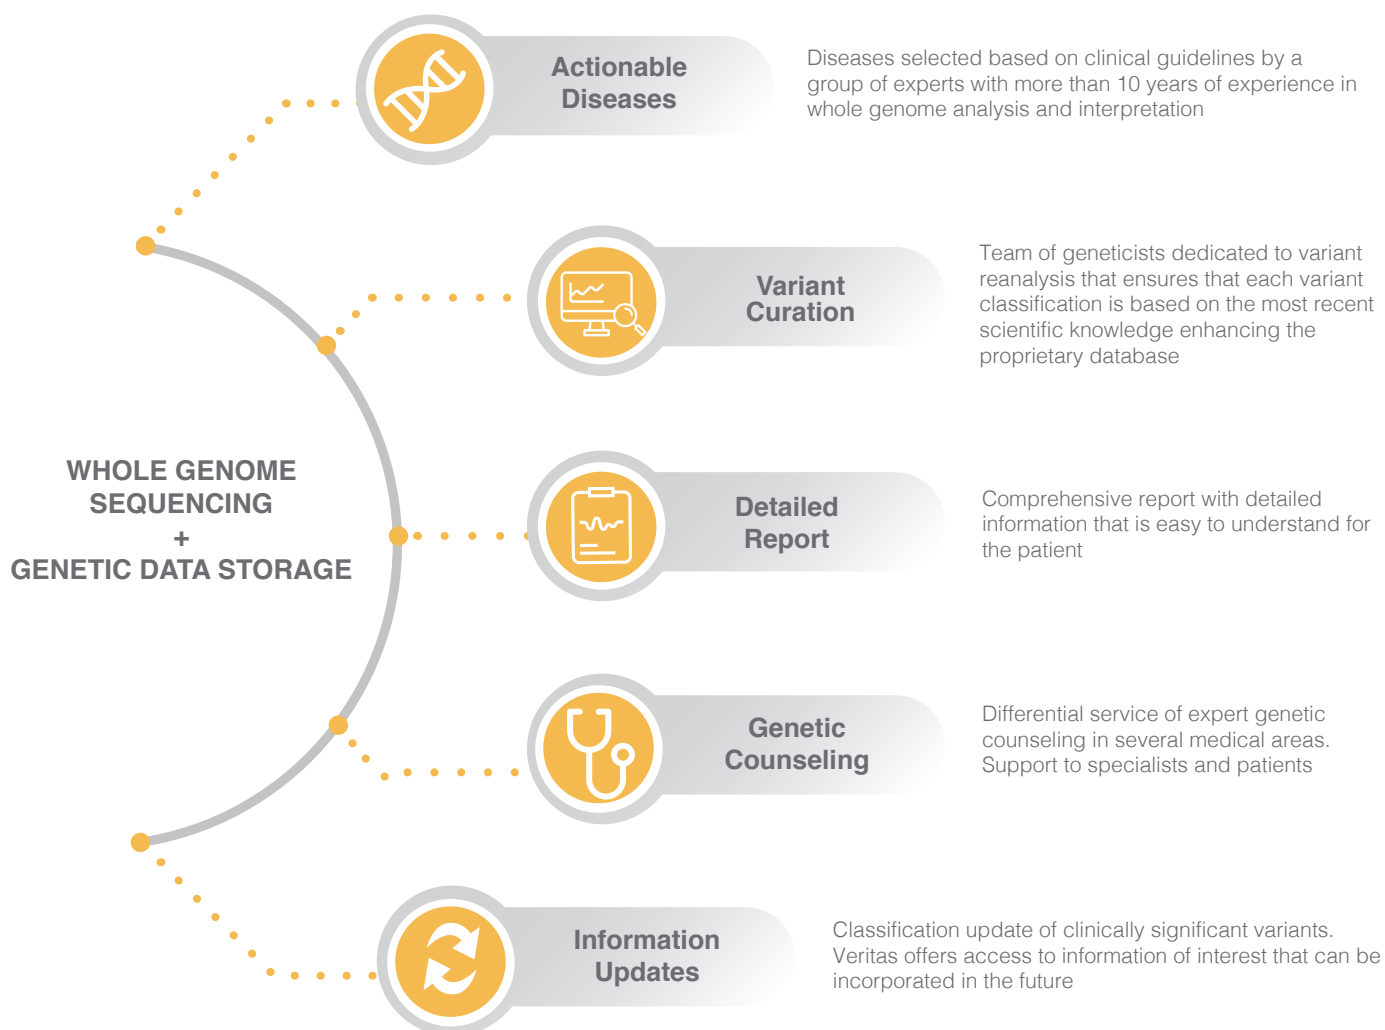 Actionable
Diseases
Diseases selected based on clinical guidelines by a
group of experts with more than 10 years of experience in
whole genome analysis and interpretation
Variant
Curation
Team of geneticists dedicated to variant
reanalysis that ensures that each variant
classification is based on the most recent
scientific knowledge enhancing the
proprietary database
WHOLE GENOME
SEQUENCING
+
GENETIC DATA STORAGE
Detailed
Report
Comprehensive report with detailed
information that is easy to understand for
the patient
Genetic
Counseling
Differential service of expert genetic
counseling in several medical areas.
Support to specialists and patients
Information
Updates
Classification update of clinically significant variants.
Veritas offers access to information of interest that can be
incorporated in the future